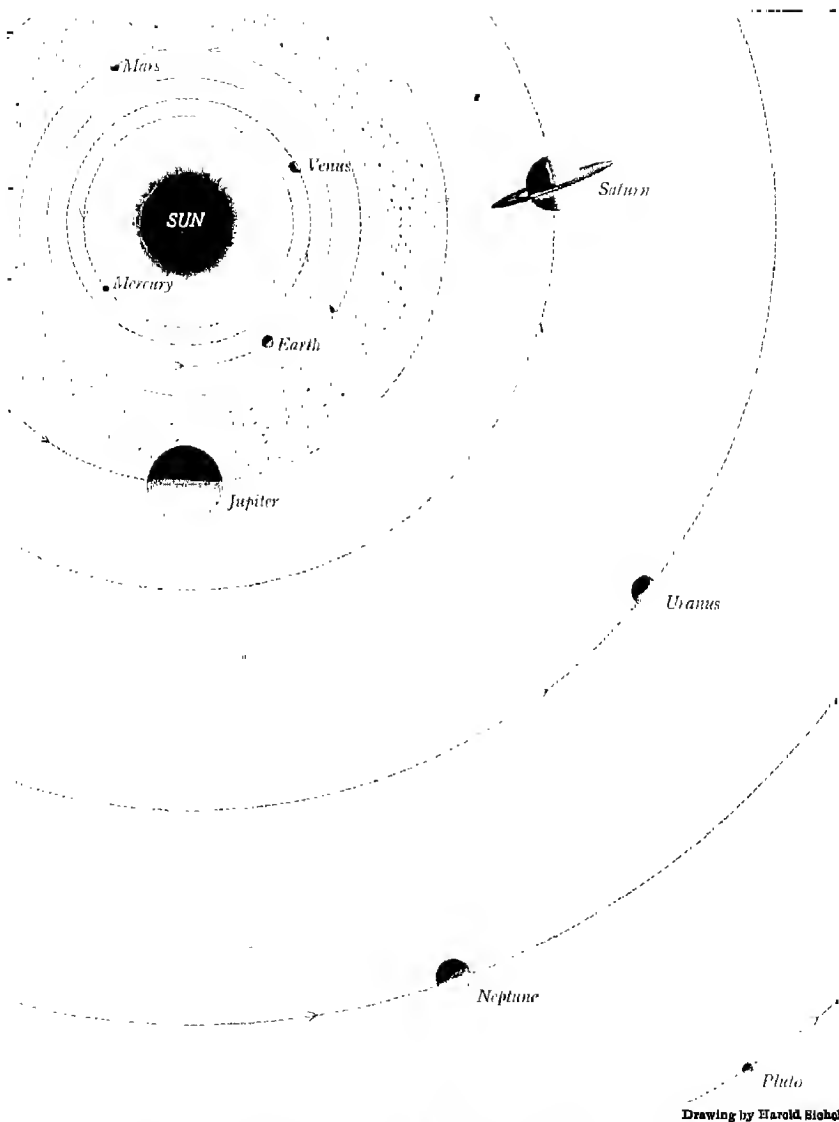 Mars
Venus
Saturn
SUN
Mercury
Earth
Jupiter
Uranus
Neptune
Pluto
Drawing by Harold